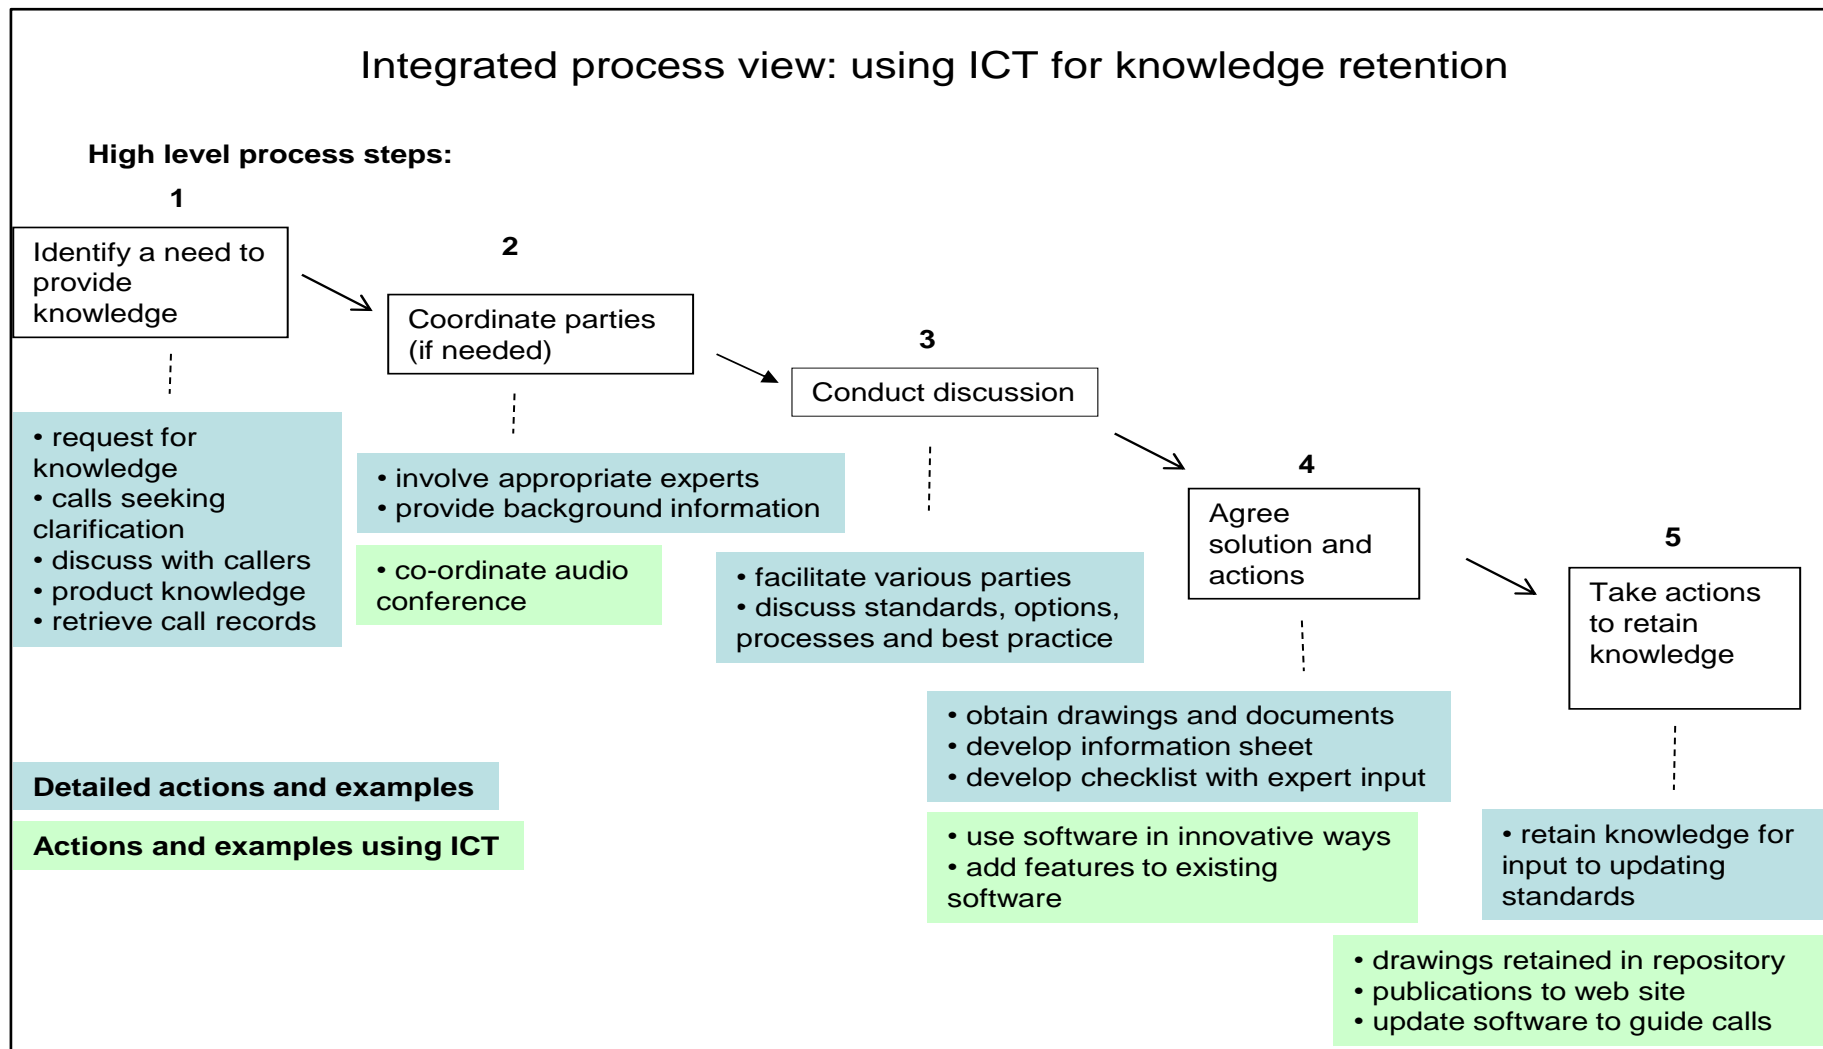 Integrated process view: using ICT for knowledge retention
High level process steps:
1
Identify a need to
provide
knowledge
• request for
knowledge
• calls seeking
clarification
• discuss with callers
• product knowledge
• retrieve call records
2
Coordinate parties
(if needed)
• involve appropriate experts
• provide background information
• co-ordinate audio
conference
3
Conduct discussion
• facilitate various parties
• discuss standards, options,
processes and best practice
4
Agree
solution and
actions
• obtain drawings and documents
• develop information sheet
• develop checklist with expert input
• use software in innovative ways
• add features to existing
software
5
Take actions
to retain
knowledge
• retain knowledge for
input to updating
standards
• drawings retained in repository
• publications to web site
• update software to guide calls
Detailed actions and examples
Actions and examples using ICT